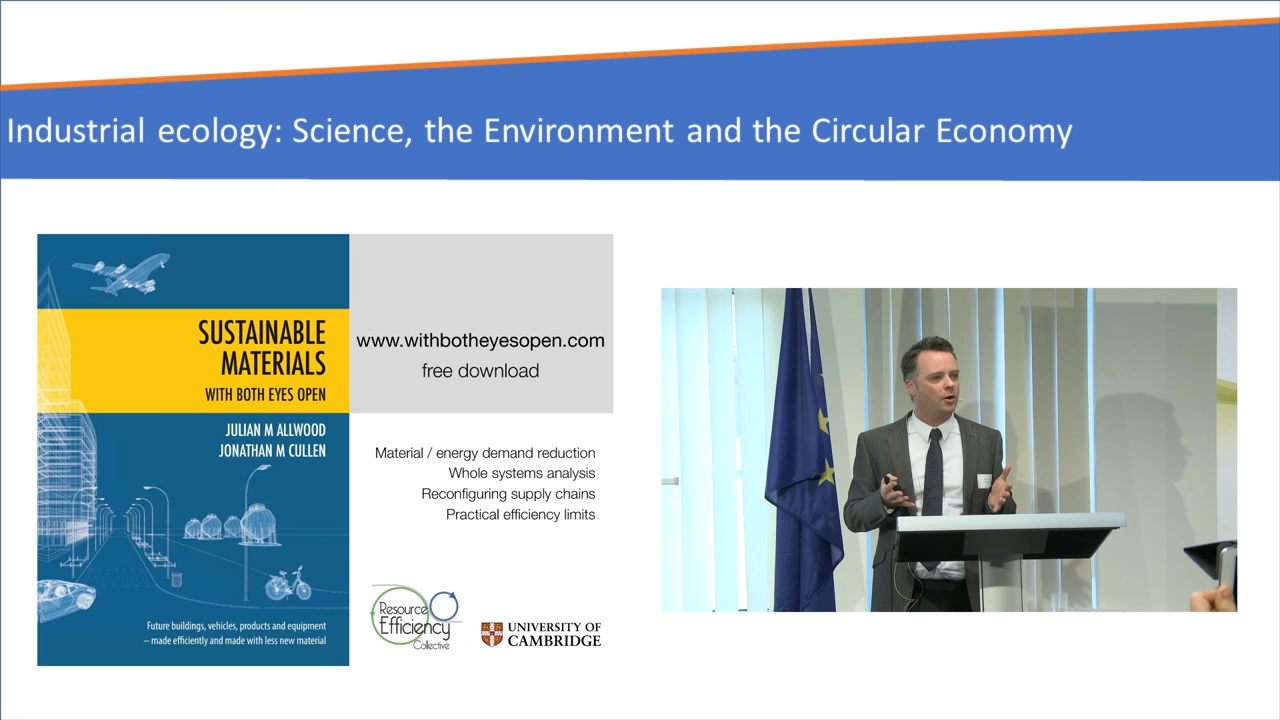 Industrial ecology: Science, the Environment and the Circular Economy
SUSTAINABLE
MATERIALS
WITH BOTH EYES OPEN
JULIAN M ALLWOOD
JONATHAN M CULLEN
Future buildings, vehicles, products and equipment
– made efficiently and made with less new material
www.withbotheyesopen.com
free download
Material / energy demand reduction
Whole systems analysis
Reconfiguring supply chains
Practical efficiency limits
Resource
Efficiency
Collective
UNIVERSITY OF
CAMBRIDGE